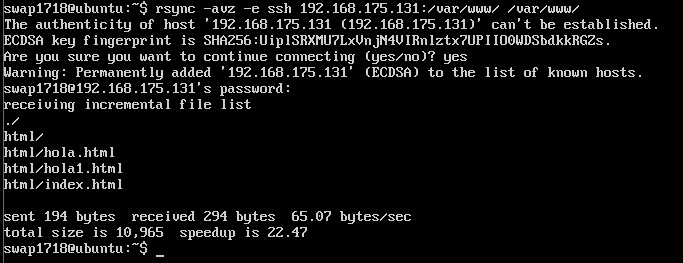 swap1718@ubuntu:~$ rsync -avz -e ssh 192.168.175.131:/var/www/ /var/www/
The authenticity of host '192.168.175.131 (192.168.175.131)' can't be established.
ECDSA key fingerprint is SHA256:UiplSRXMU7LxVnjN4VIRnlztx7UPIIO0WDSbdkkRGZs.
Are you sure you want to continue connecting (yes/no)? yes
Warning: Permanently added '192.168.175.131' (ECDSA) to the list of known hosts.
swap1718@192.168.175.131's password:
receiving incremental file list
./
html/
html/hola.html
html/hola1.html
html/index.html
sent 194 bytes  received 294 bytes  65.07 bytes/sec
total size is 10,965  speedup is 22.47
swap1718@ubuntu:~$ _